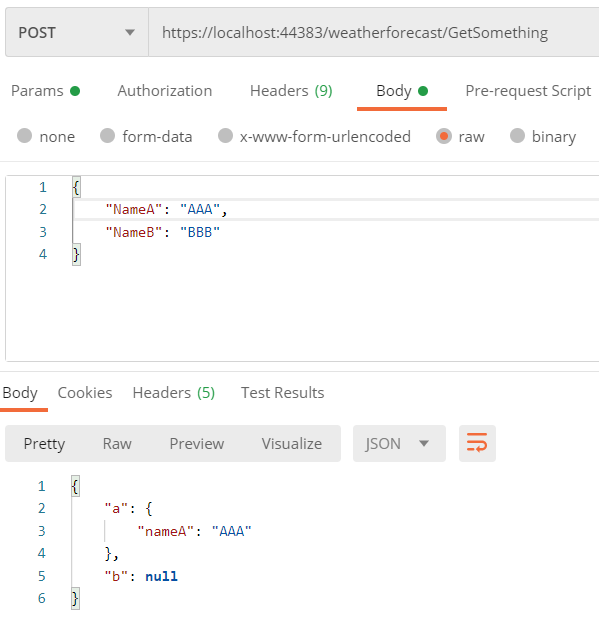 POST https://localhost:44383/weatherforecast/GetSomething
Params Authorization Headers (9) Body Pre-request Script
none form-data x-www-form-urlencoded raw binary
1 {
2 "NameA": "AAA",
3 "NameB": "BBB"
4 }
Body Cookies Headers (5) Test Results
Pretty Raw Preview Visualize JSON
1 {
2 "a": {
3 "nameA": "AAA"
4 },
5 "b": null
6 }